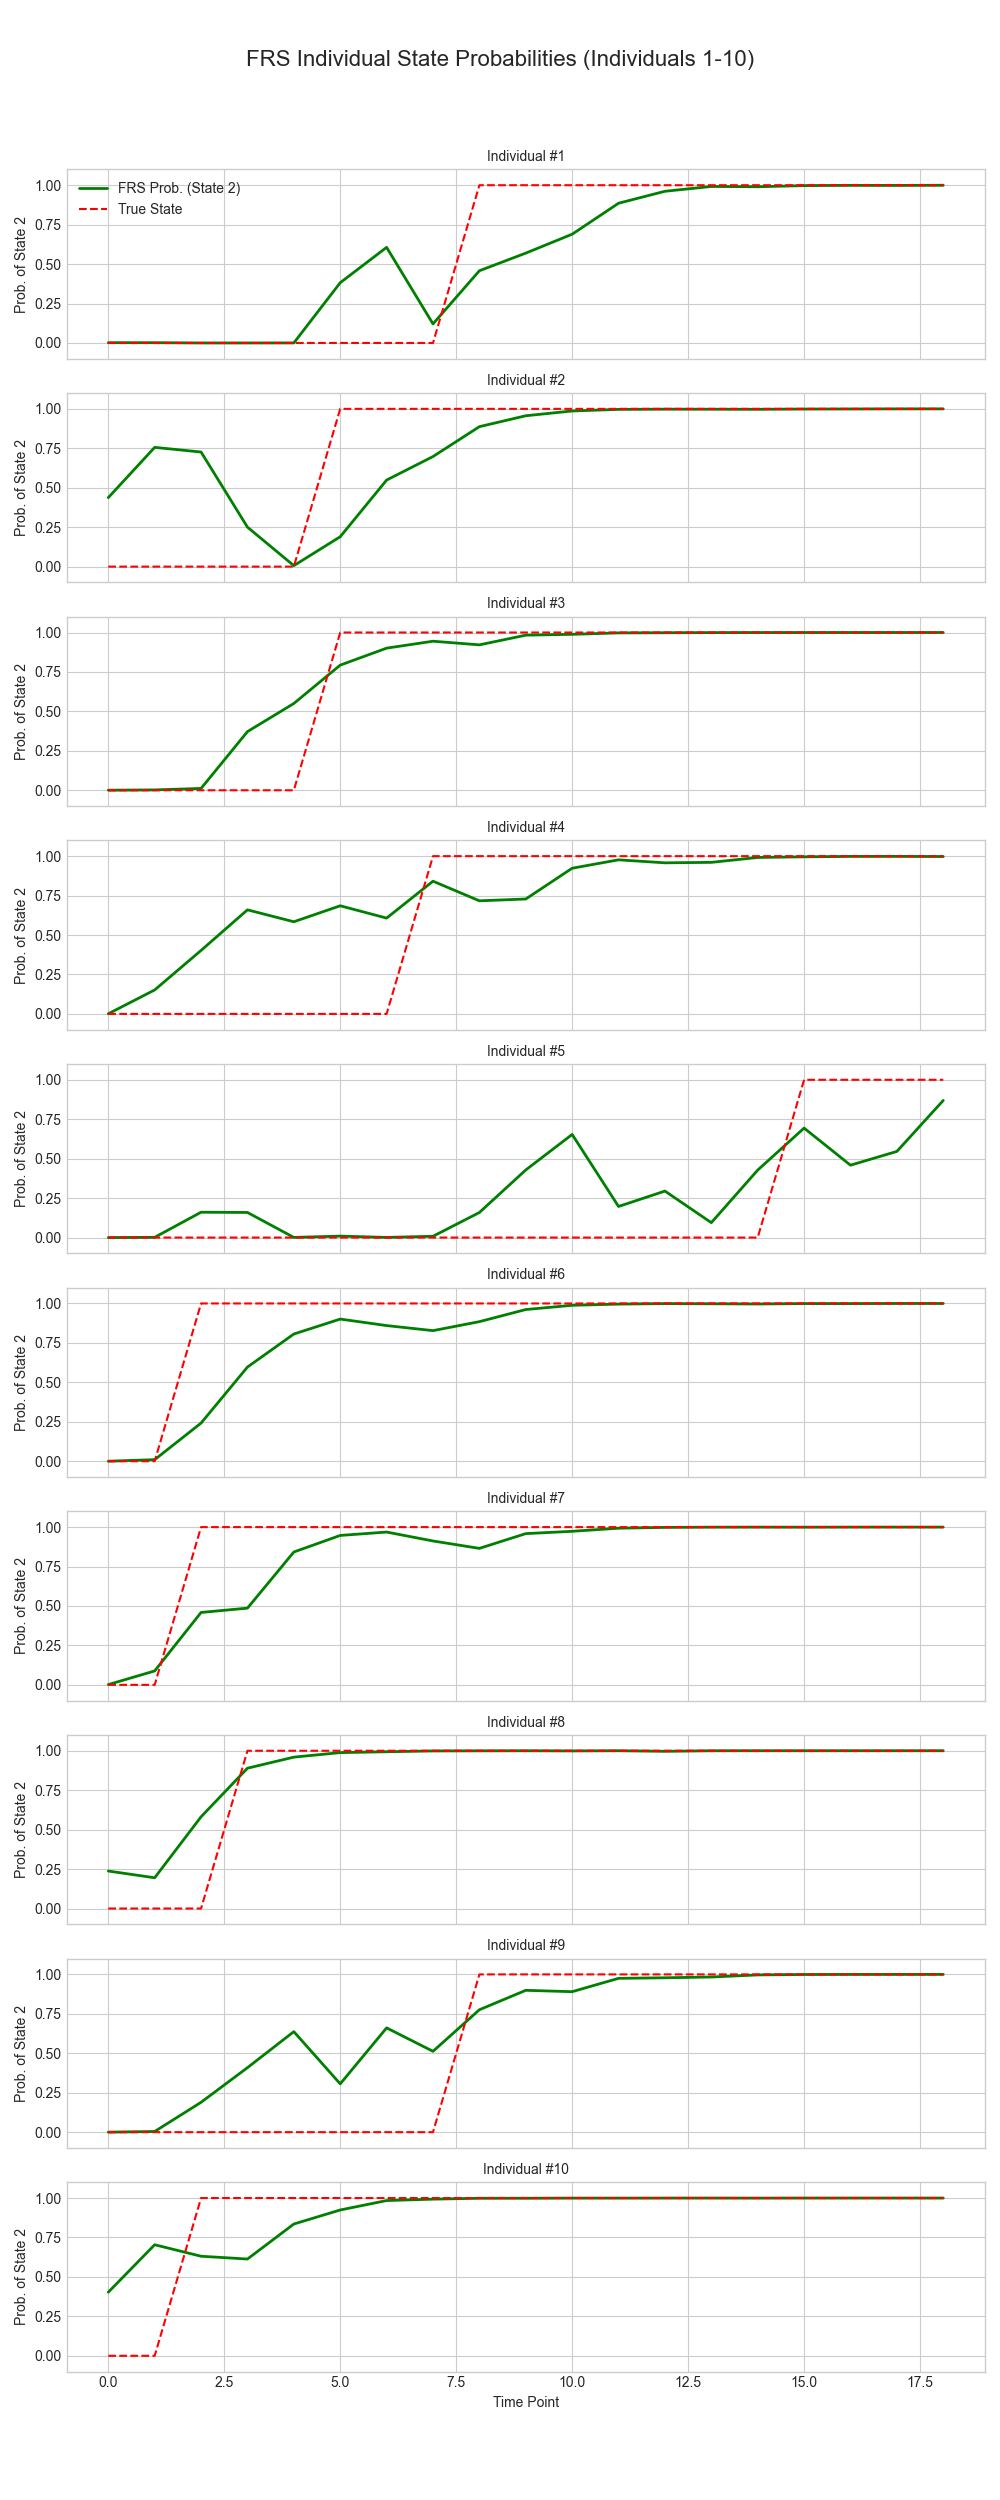 FRS Individual State Probabilities (Individuals 1-10)
Individual #1
FRS Prob. (State 2)
True State
Prob. of State 2
1.00
0.75
0.50
0.25
0.00
Individual #2
Prob. of State 2
1.00
0.75
0.50
0.25
0.00
Individual #3
Prob. of State 2
1.00
0.75
0.50
0.25
0.00
Individual #4
Prob. of State 2
1.00
0.75
0.50
0.25
0.00
Individual #5
Prob. of State 2
1.00
0.75
0.50
0.25
0.00
Individual #6
Prob. of State 2
1.00
0.75
0.50
0.25
0.00
Individual #7
Prob. of State 2
1.00
0.75
0.50
0.25
0.00
Individual #8
Prob. of State 2
1.00
0.75
0.50
0.25
0.00
Individual #9
Prob. of State 2
1.00
0.75
0.50
0.25
0.00
Individual #10
Prob. of State 2
1.00
0.75
0.50
0.25
0.00
0.0 2.5 5.0 7.5 10.0 12.5 15.0 17.5
Time Point